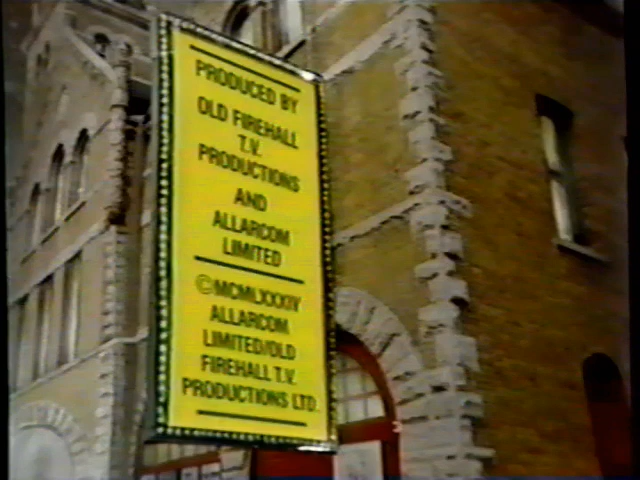 PRODUCED BY
OLD FIREHALL
T.V.
PRODUCTIONS
AND
ALLARCOM
LIMITED
©MCMLXXXIV
ALLARCOM
LIMITED/OLD
FIREHALL T.V.
PRODUCTIONS LTD.